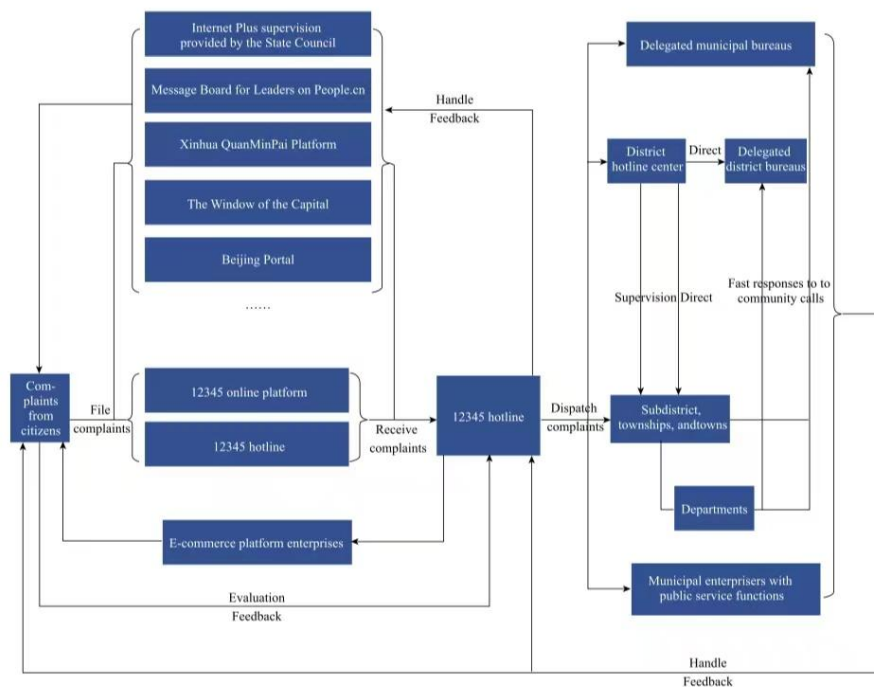 Internet Plus supervision
provided by the State Council
Message Board for Leaders on People.cn
Xinhua QuanMinPai Platform
The Window of the Capital
Beijing Portal
......
Handle
Feedback
Delegated municipal bureaus
District
hotline center
Direct
Delegated
district bureaus
Supervision Direct
Fast responses to to
community calls
Com-
plaints
from
citizens
File
complaints
12345 online platform
12345 hotline
Receive
complaints
12345 hotline
Dispatch
complaints
Subdistrict,
townships, andtowns
Departments
E-commerce platform enterprises
Municipal enterprisers with
public service functions
Evaluation
Feedback
Handle
Feedback